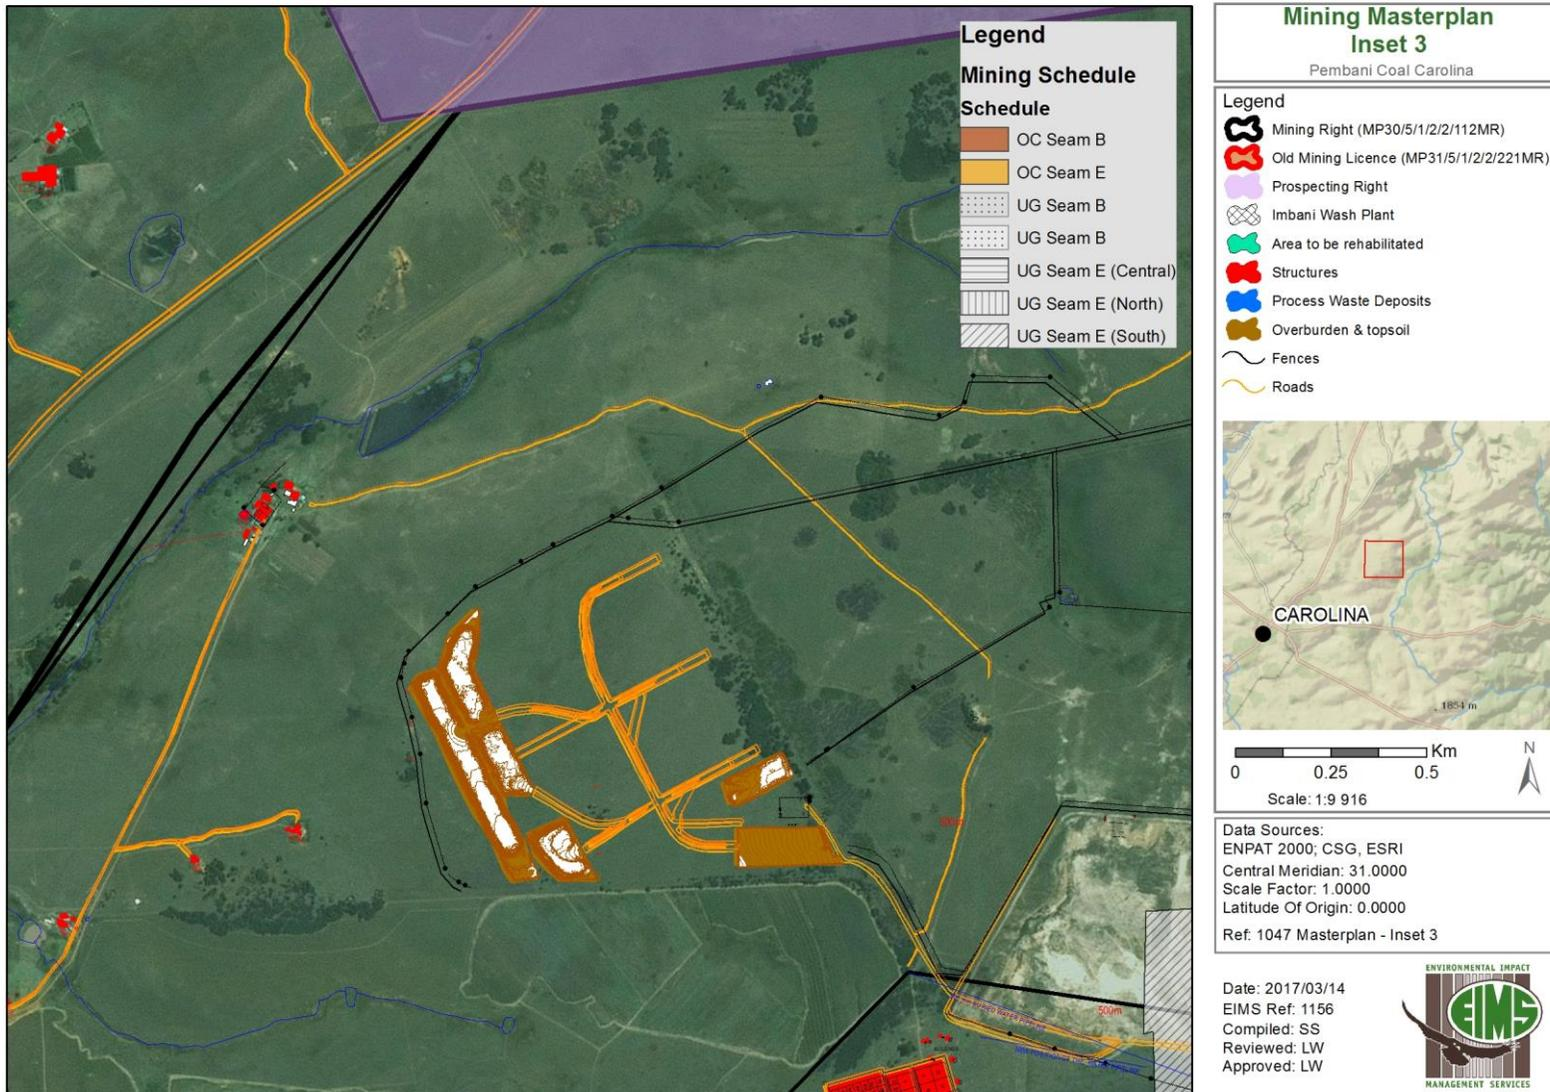 Legend
Mining Schedule
Schedule
OC Seam B
OC Seam E
UG Seam B
UG Seam B
UG Seam E (Central)
UG Seam E (North)
UG Seam E (South)
500m
500m
Mining Masterplan
Inset 3
Pembani Coal Carolina
Legend
Mining Right (MP30/5/1/2/2/112MR)
Old Mining Licence (MP31/5/1/2/2/221MR)
Prospecting Right
Imbani Wash Plant
Area to be rehabilitated
Structures
Process Waste Deposits
Overburden & topsoil
Fences
Roads
CAROLINA
1854 m
Km
0 0.25 0.5
N
Scale: 1:9 916
Data Sources:
ENPAT 2000; CSG, ESRI
Central Meridian: 31.0000
Scale Factor: 1.0000
Latitude Of Origin: 0.0000
Ref: 1047 Masterplan - Inset 3
Date: 2017/03/14
EIMS Ref: 1156
Compiled: SS
Reviewed: LW
Approved: LW
ENVIRONMENTAL IMPACT
EIMS
MANAGEMENT SERVICES